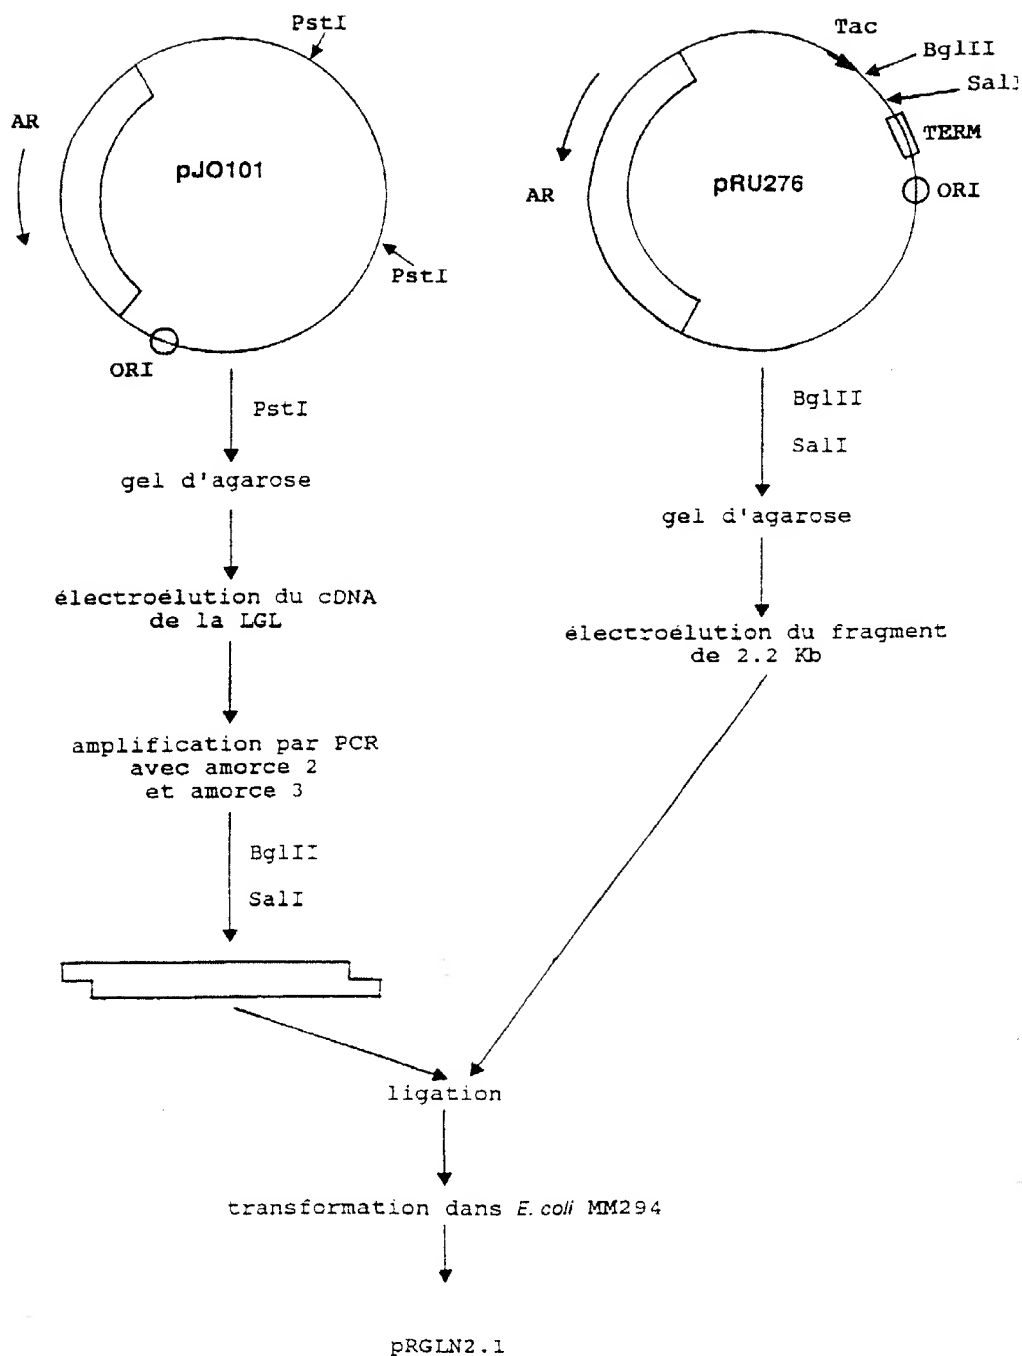 PstI
AR
pJO101
PstI
ORI
PstI
gel d'agarose
électroélution du cDNA
de la LGL
amplification par PCR
avec amorce 2
et amorce 3
BglII
SalI
Tac
BglII
SalI
TERM
AR
pRU276
ORI
BglII
SalI
gel d'agarose
électroélution du fragment
de 2.2 Kb
ligation
transformation dans E. coli MM294
pRGLN2.1